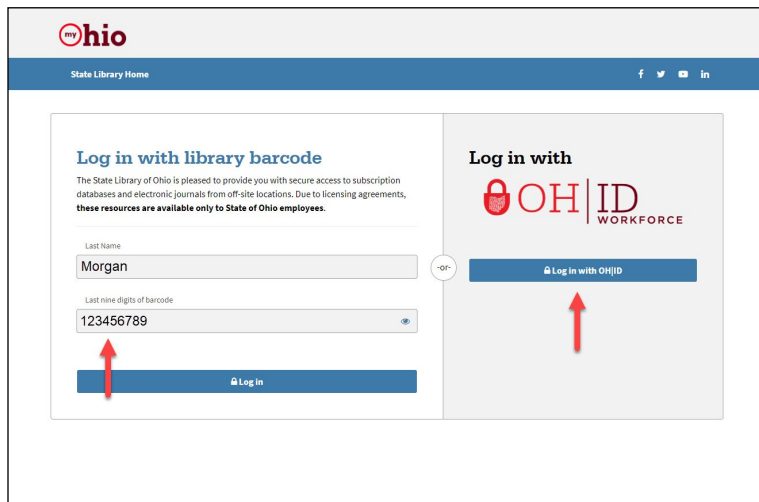 my Ohio
State Library Home
Log in with library barcode
The State Library of Ohio is pleased to provide you with secure access to subscription
databases and electronic journals from off-site locations. Due to licensing agreements,
these resources are available only to State of Ohio employees.
Last Name
Morgan
Last nine digits of barcode
123456789
Log in
-or-
Log in with
OH|ID
WORKFORCE
Log in with OH|ID